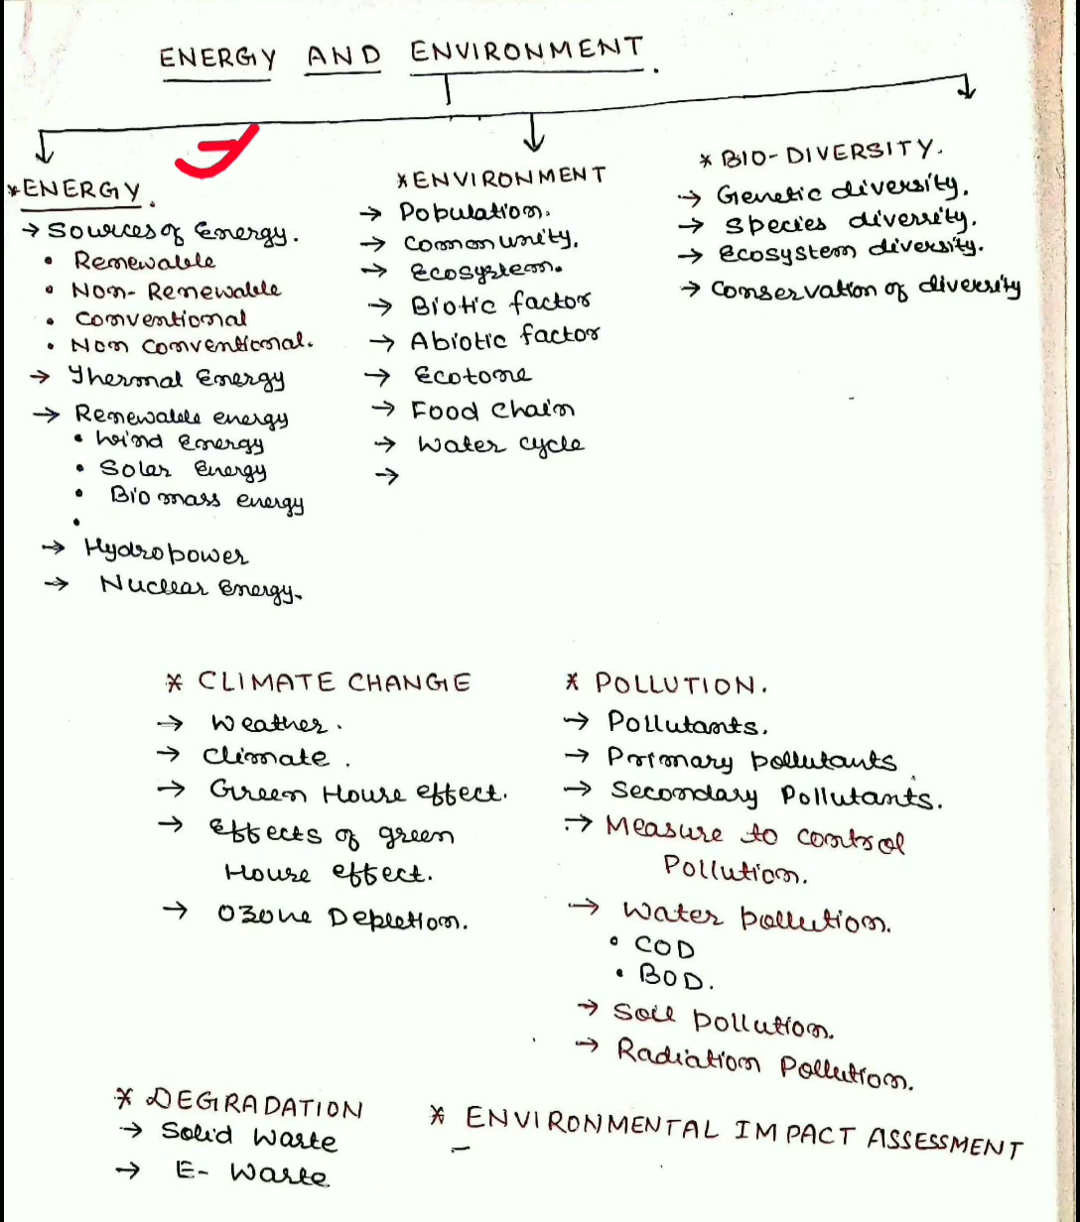 ENERGY AND ENVIRONMENT.
*ENERGY.
→ Sources of Energy.
• Renewable
• Non-Renewable
• Conventional
• Non Conventional.
→ Thermal Energy
→ Renewable energy
• Wind Energy
• Solar Energy
• Bio mass energy
•
→ Hydropower
→ Nuclear Energy.
*ENVIRONMENT
→ Population.
→ Community.
→ Ecosystem.
→ Biotic factor
→ Abiotic factor
→ Ecotone
→ Food Chain
→ Water cycle
→
* BIO-DIVERSITY.
→ Genetic diversity.
→ Species diversity.
→ Ecosystem diversity.
→ Conservation of diversity
* CLIMATE CHANGE
→ Weather.
→ Climate.
→ Green House effect.
→ Effects of green
House effect.
→ Ozone Depletion.
* POLLUTION.
→ Pollutants.
→ Primary pollutants
→ Secondary Pollutants.
→ Measure to control
Pollution.
→ Water pollution.
• COD
• BOD.
→ Soil pollution.
→ Radiation Pollution.
* DEGRADATION
→ Solid Waste
→ E- Waste
* ENVIRONMENTAL IMPACT ASSESSMENT